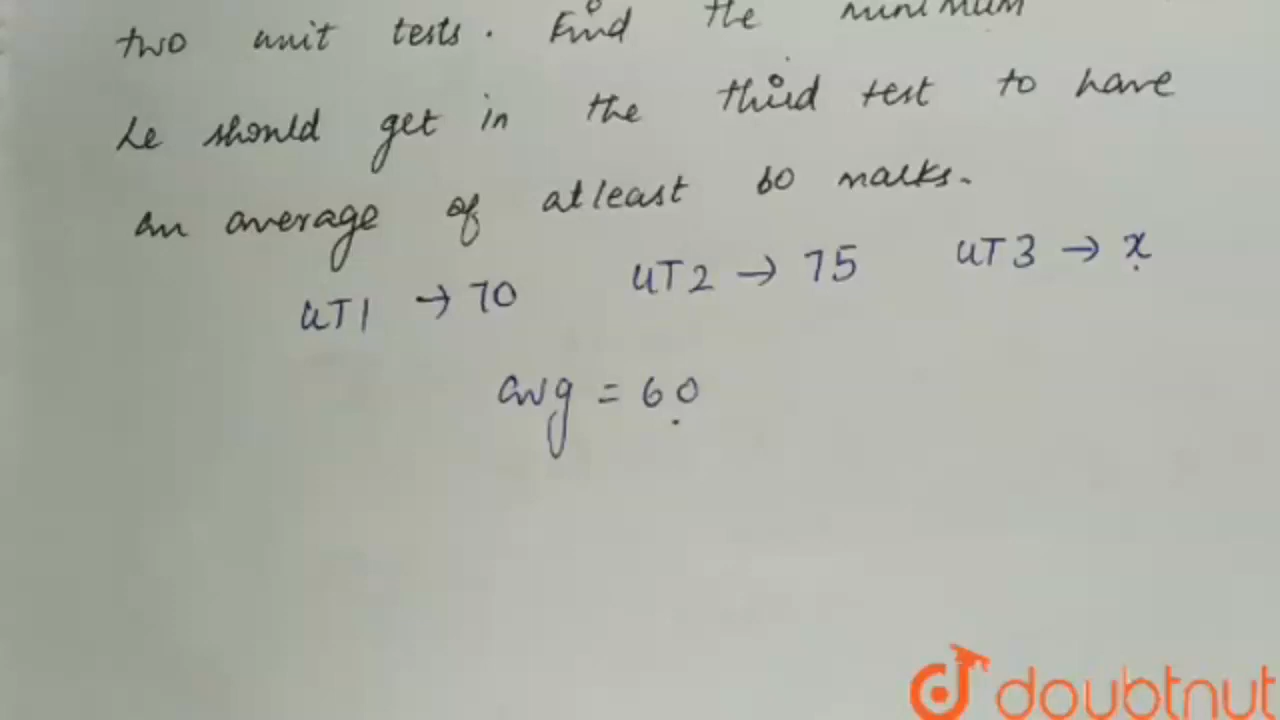 two unit tests. Find the minimum
he should get in the third test to have
an average of atleast 60 marks.
UT1 → 70 UT2 → 75 UT3 → x
avg = 60
doubtnut